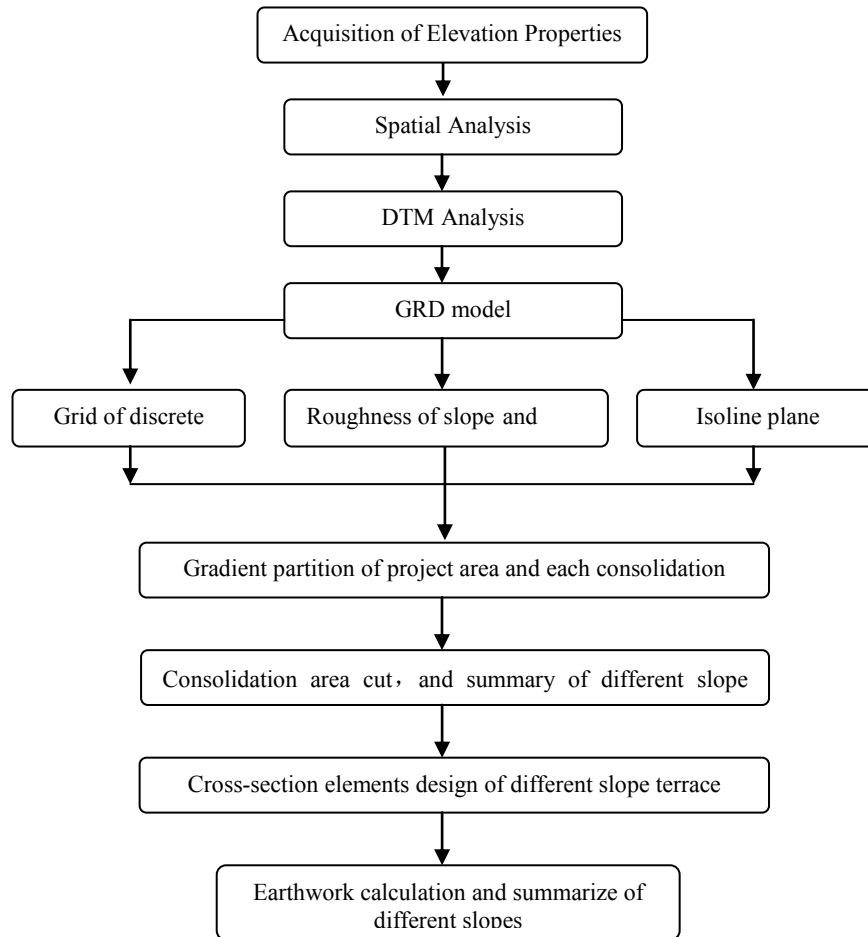 Acquisition of Elevation Properties
Spatial Analysis
DTM Analysis
GRD model
Grid of discrete
Roughness of slope and
Isoline plane
Gradient partition of project area and each consolidation
Consolidation area cut，and summary of different slope
Cross-section elements design of different slope terrace
Earthwork calculation and summarize of
different slopes